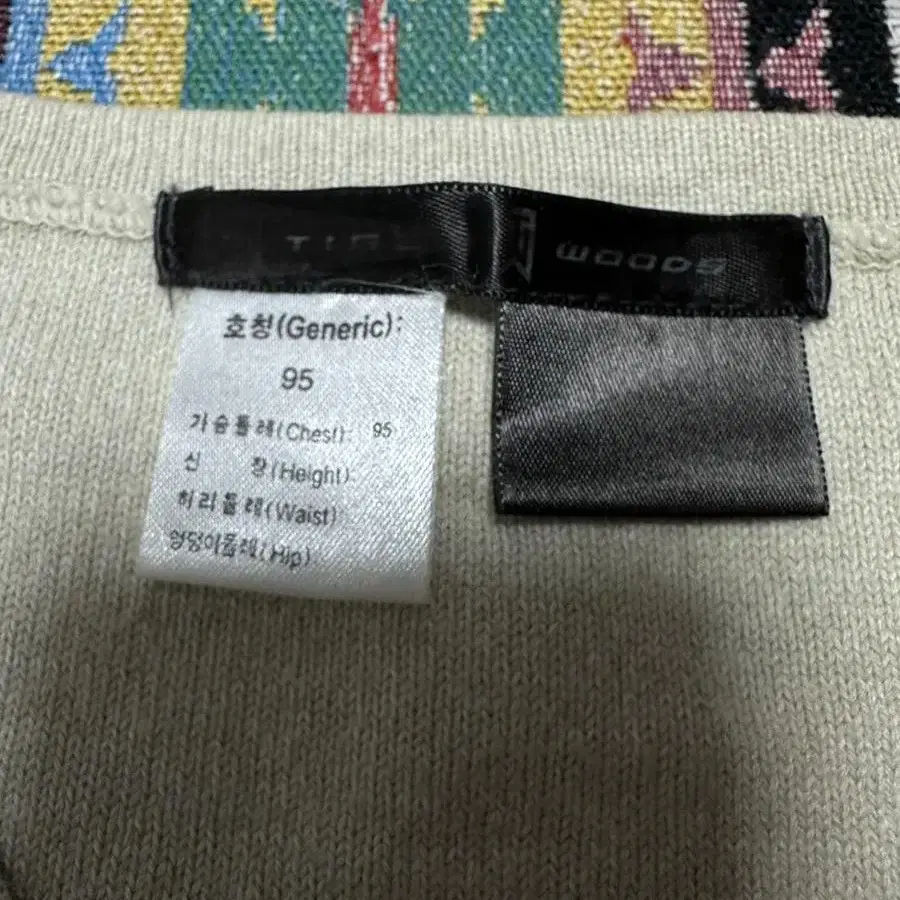 WOODS
호칭(Generic):
95
가슴둘레(Chest): 95
신 장(Height):
허리둘레(Waist)
엉덩이둘레(Hip)